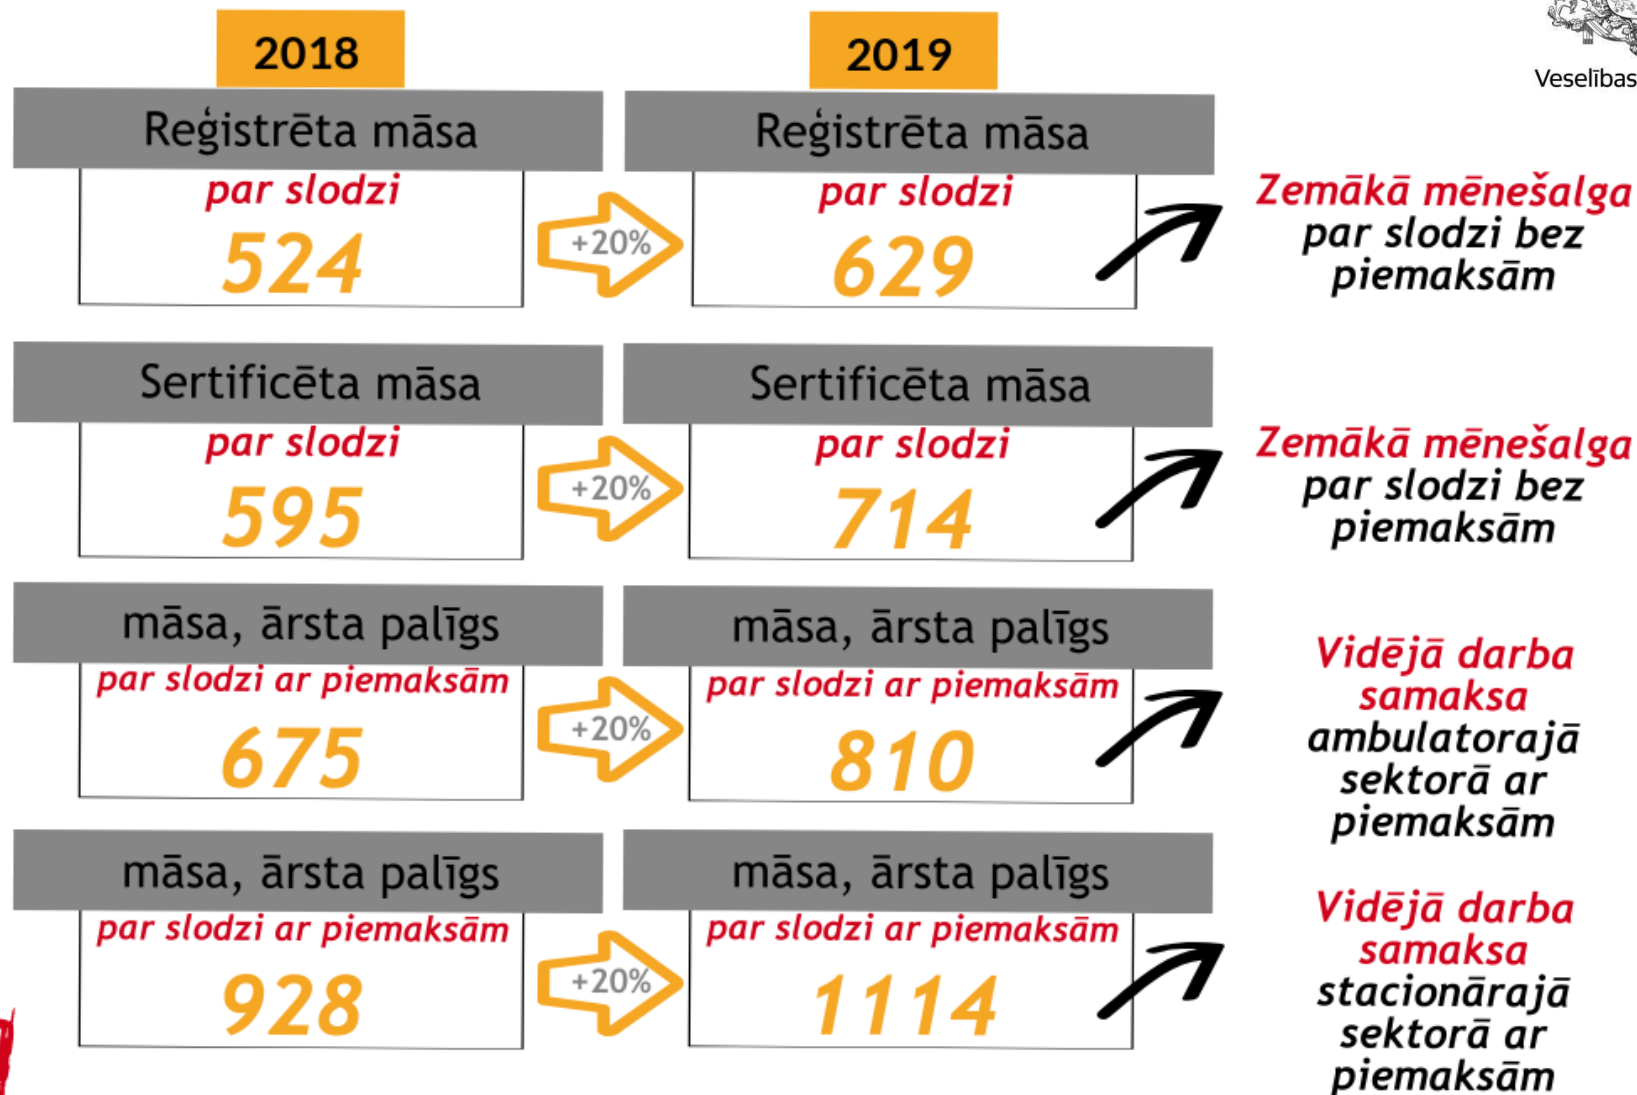 2018
2019
Veselības
Reģistrēta māsa
Reģistrēta māsa
par slodzi
524
+20%
par slodzi
629
Zemākā mēnešalga
par slodzi bez
piemaksām
Sertificēta māsa
Sertificēta māsa
par slodzi
595
+20%
par slodzi
714
Zemākā mēnešalga
par slodzi bez
piemaksām
māsa, ārsta palīgs
māsa, ārsta palīgs
par slodzi ar piemaksām
675
+20%
par slodzi ar piemaksām
810
Vidējā darba
samaksa
ambulatorajā
sektorā ar
piemaksām
māsa, ārsta palīgs
māsa, ārsta palīgs
par slodzi ar piemaksām
928
+20%
par slodzi ar piemaksām
1114
Vidējā darba
samaksa
stacionārajā
sektorā ar
piemaksām